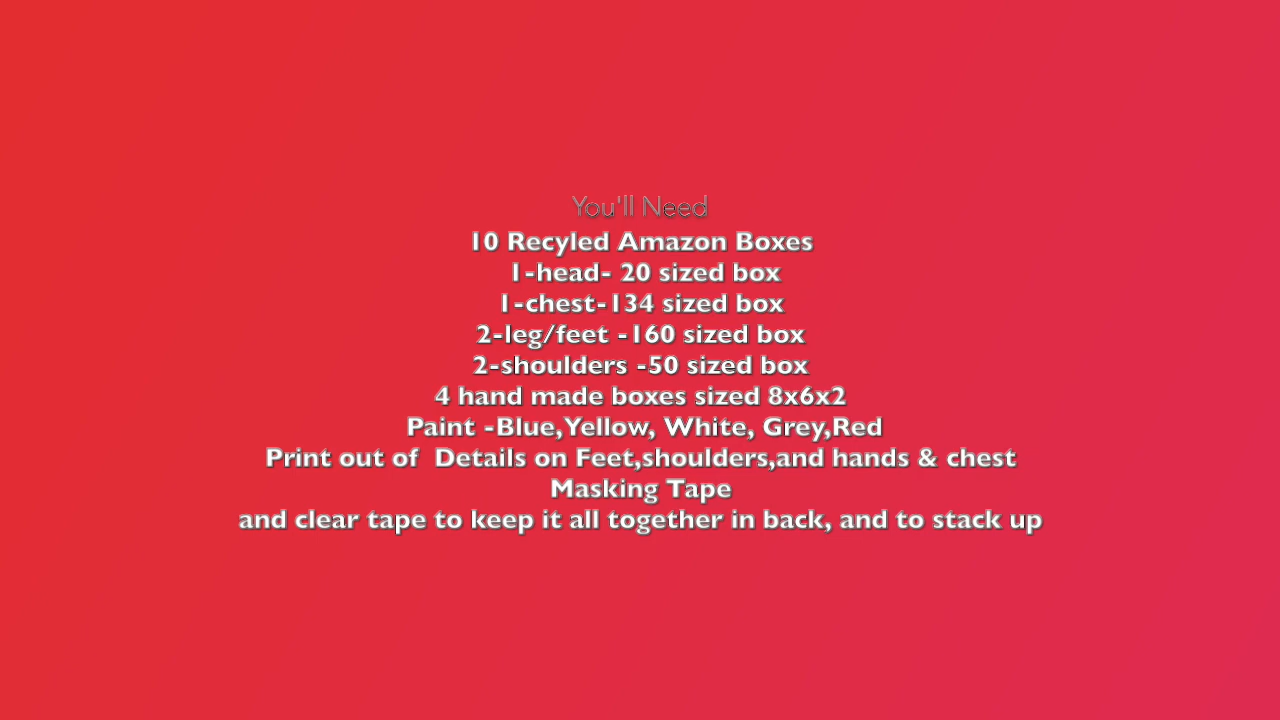 You'll Need
10 Recyled Amazon Boxes
1-head- 20 sized box
1-chest-134 sized box
2-leg/feet -160 sized box
2-shoulders -50 sized box
4 hand made boxes sized 8x6x2
Paint -Blue,Yellow, White, Grey,Red
Print out of  Details on Feet,shoulders,and hands & chest
Masking Tape
and clear tape to keep it all together in back, and to stack up